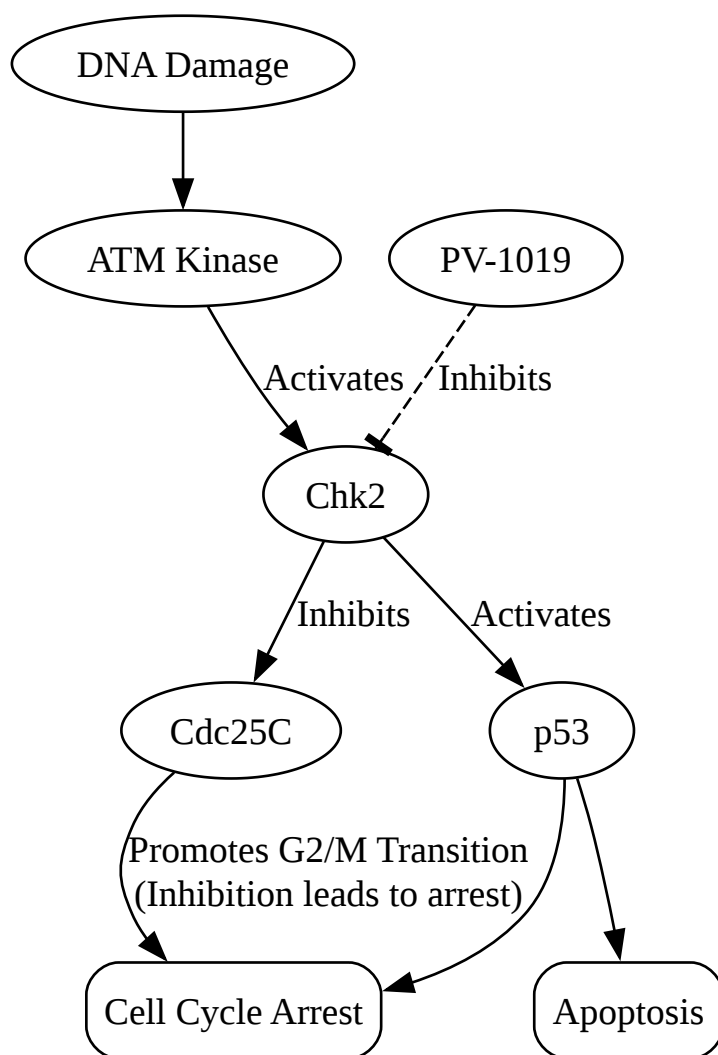 DNA Damage
ATM Kinase
PV-1019
Activates
Inhibits
Chk2
Inhibits
Activates
Cdc25C
p53
Promotes G2/M Transition
(Inhibition leads to arrest)
Cell Cycle Arrest
Apoptosis